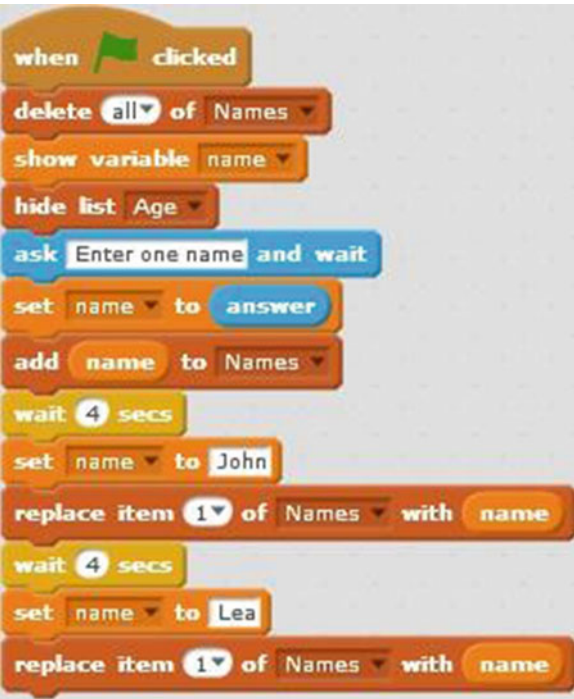 when clicked
delete all of Names
show variable name
hide list Age
ask Enter one name and wait
set name to answer
add name to Names
wait 4 secs
set name to John
replace item 1 of Names with name
wait 4 secs
set name to Lea
replace item 1 of Names with name